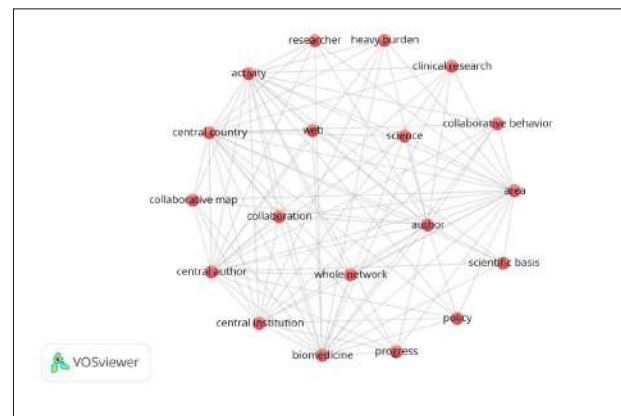 researcher
heavy burden
clinical research
activity
collaborative behavior
central country
web
science
area
collaborative map
collaboration
author
central author
whole network
scientific basis
central institution
policy
biomedicine
progress
VOSviewer